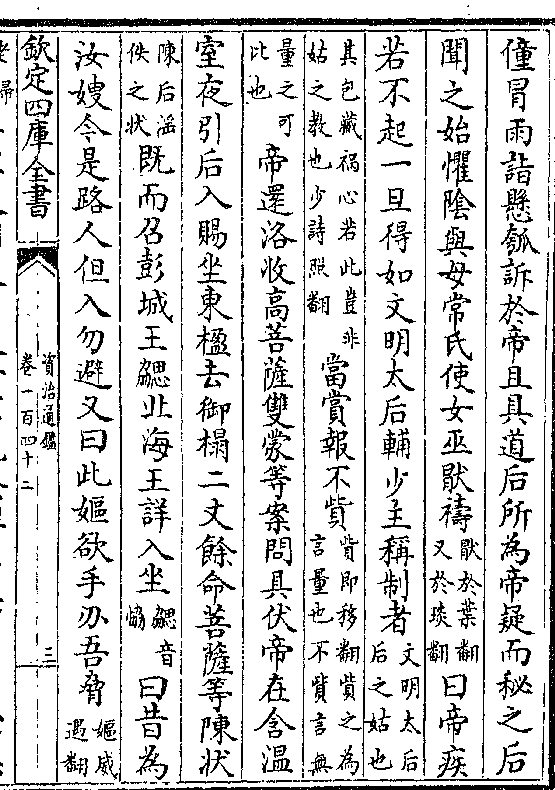 僮冒雨詣懸瓠訴於帝且具道后所為帝疑而秘之后
聞之始懼隂與母常氏使女巫厭禱厭於葉翻又於琰翻曰帝疾
若不起一旦得如文明太后輔少主稱制者文明太后后之姑也
其包藏禍心若此豈非姑之教也少詩照翻當賞報不貲貲即移翻貲之為言量也不貲言無
量之可比也帝還洛收高菩薩雙蒙等案問具伏帝在含溫
室夜引后入賜坐東楹去御榻二丈餘命菩薩等陳状
陳后滛佚之状既而召彭城王勰北海王詳入坐勰音恊曰昔為
汝嫂今是路人但入勿避又曰此嫗欲手刃吾脅嫗威遇翻
欽定四庫全書
資治通鑑
卷一百四十二
三